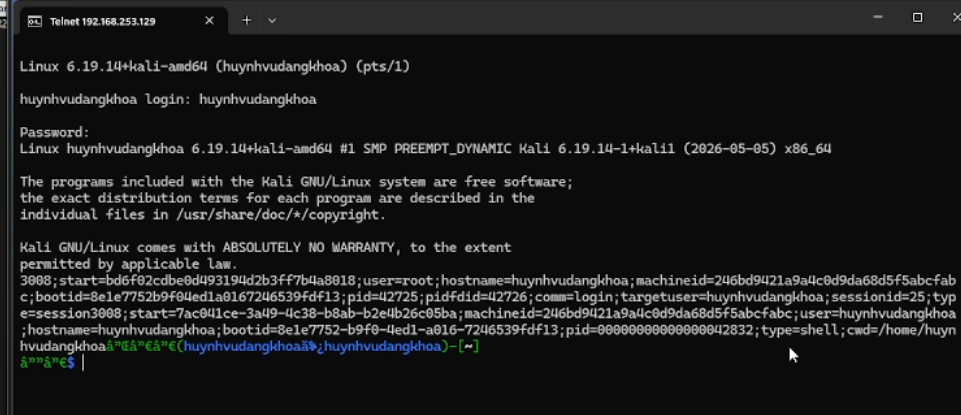 Telnet 192.168.253.129
Linux 6.19.14+kali-amd64 (huynhvudangkhoa) (pts/1)
huynhvudangkhoa login: huynhvudangkhoa
Password:
Linux huynhvudangkhoa 6.19.14+kali-amd64 #1 SMP PREEMPT_DYNAMIC Kali 6.19.14-1+kali1 (2026-05-05) x86_64
The programs included with the Kali GNU/Linux system are free software;
the exact distribution terms for each program are described in the
individual files in /usr/share/doc/*/copyright.
Kali GNU/Linux comes with ABSOLUTELY NO WARRANTY, to the extent
permitted by applicable law.
3008;start=bd6f02cdbe0d493194d2b3ff7b4a8018;user=root;hostname=huynhvudangkhoa;machineid=246bd9421a9a4c0d9da68d5f5abcfab
c;bootid=8e1e7752b9f04ed1a0167246539fdf13;pid=42725;pidfdid=42726;comm=login;targetuser=huynhvudangkhoa;sessionid=25;typ
e=session3008;start=7ac041ce-3a49-4c38-b8ab-b2e4b26c05ba;machineid=246bd9421a9a4c0d9da68d5f5abcfabc;user=huynhvudangkhoa
;hostname=huynhvudangkhoa;bootid=8e1e7752-b9f0-4ed1-a016-7246539fdf13;pid=00000000000000042832;type=shell;cwd=/home/huyn
hvudangkhoaâ”Œâ”€â”€(huynhvudangkhoaã‰¿huynhvudangkhoa)-[~]
â””â”€$